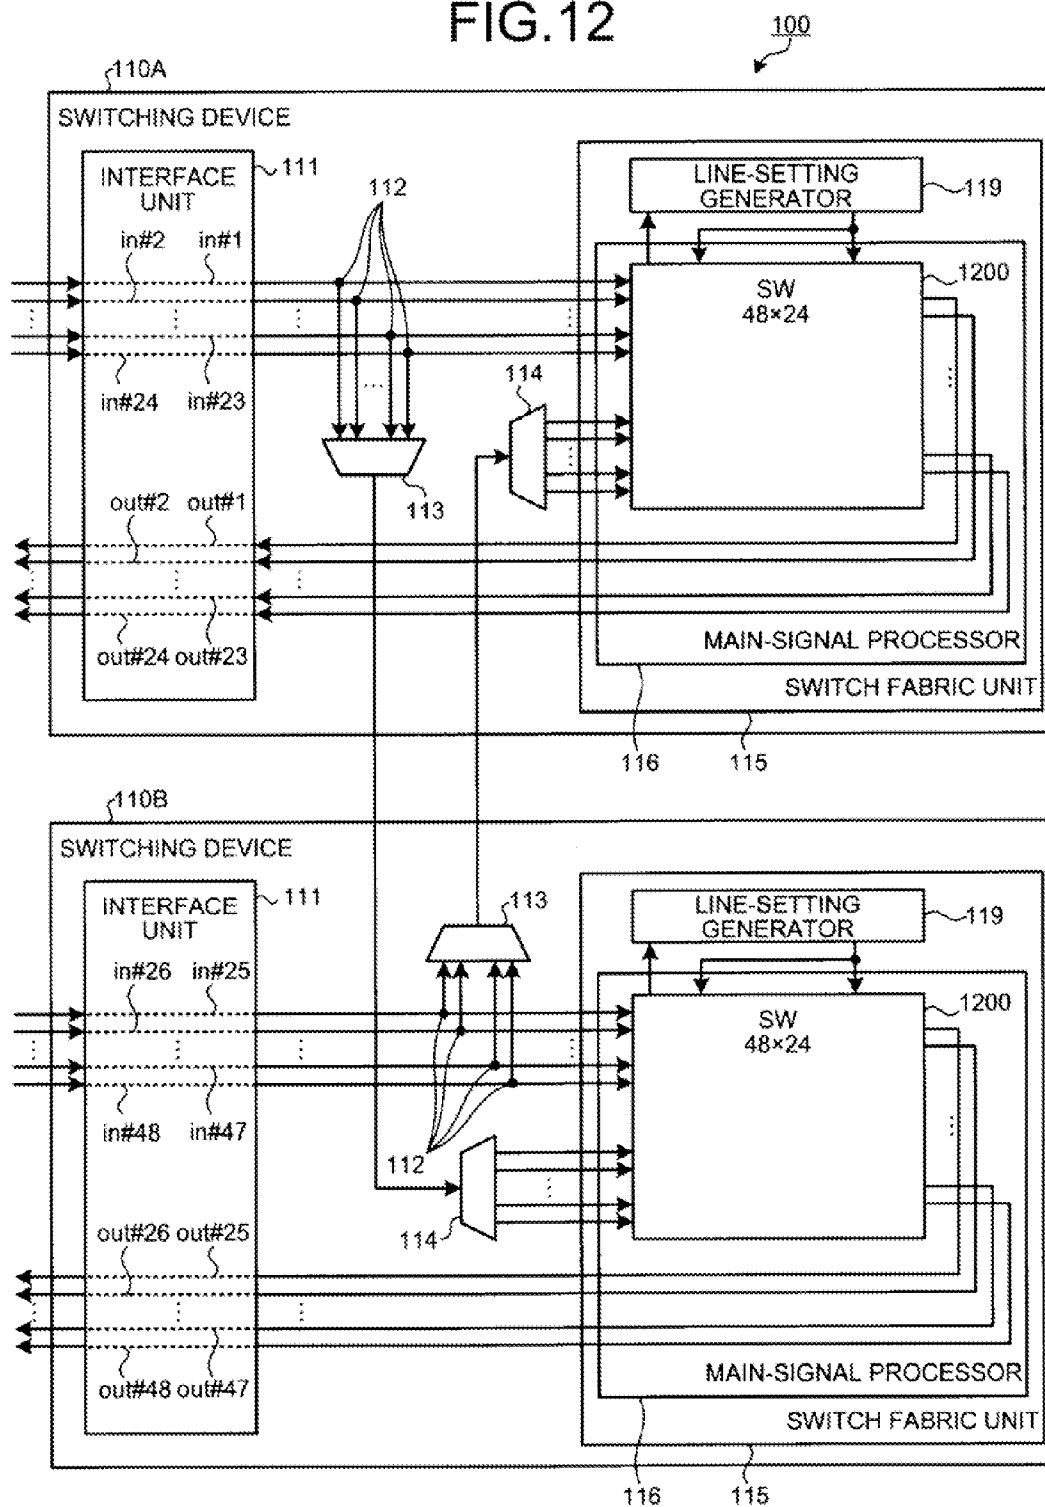 FIG.12
100
110A
SWITCHING DEVICE
INTERFACE
UNIT
111
112
LINE-SETTING
GENERATOR
119
in#2
in#1
1200
SW
48×24
in#24
in#23
114
113
out#2
out#1
out#24
out#23
MAIN-SIGNAL PROCESSOR
SWITCH FABRIC UNIT
116
115
110B
SWITCHING DEVICE
INTERFACE
UNIT
111
113
LINE-SETTING
GENERATOR
119
in#26
in#25
1200
SW
48×24
in#48
in#47
112
114
out#26
out#25
out#48
out#47
MAIN-SIGNAL PROCESSOR
SWITCH FABRIC UNIT
116
115